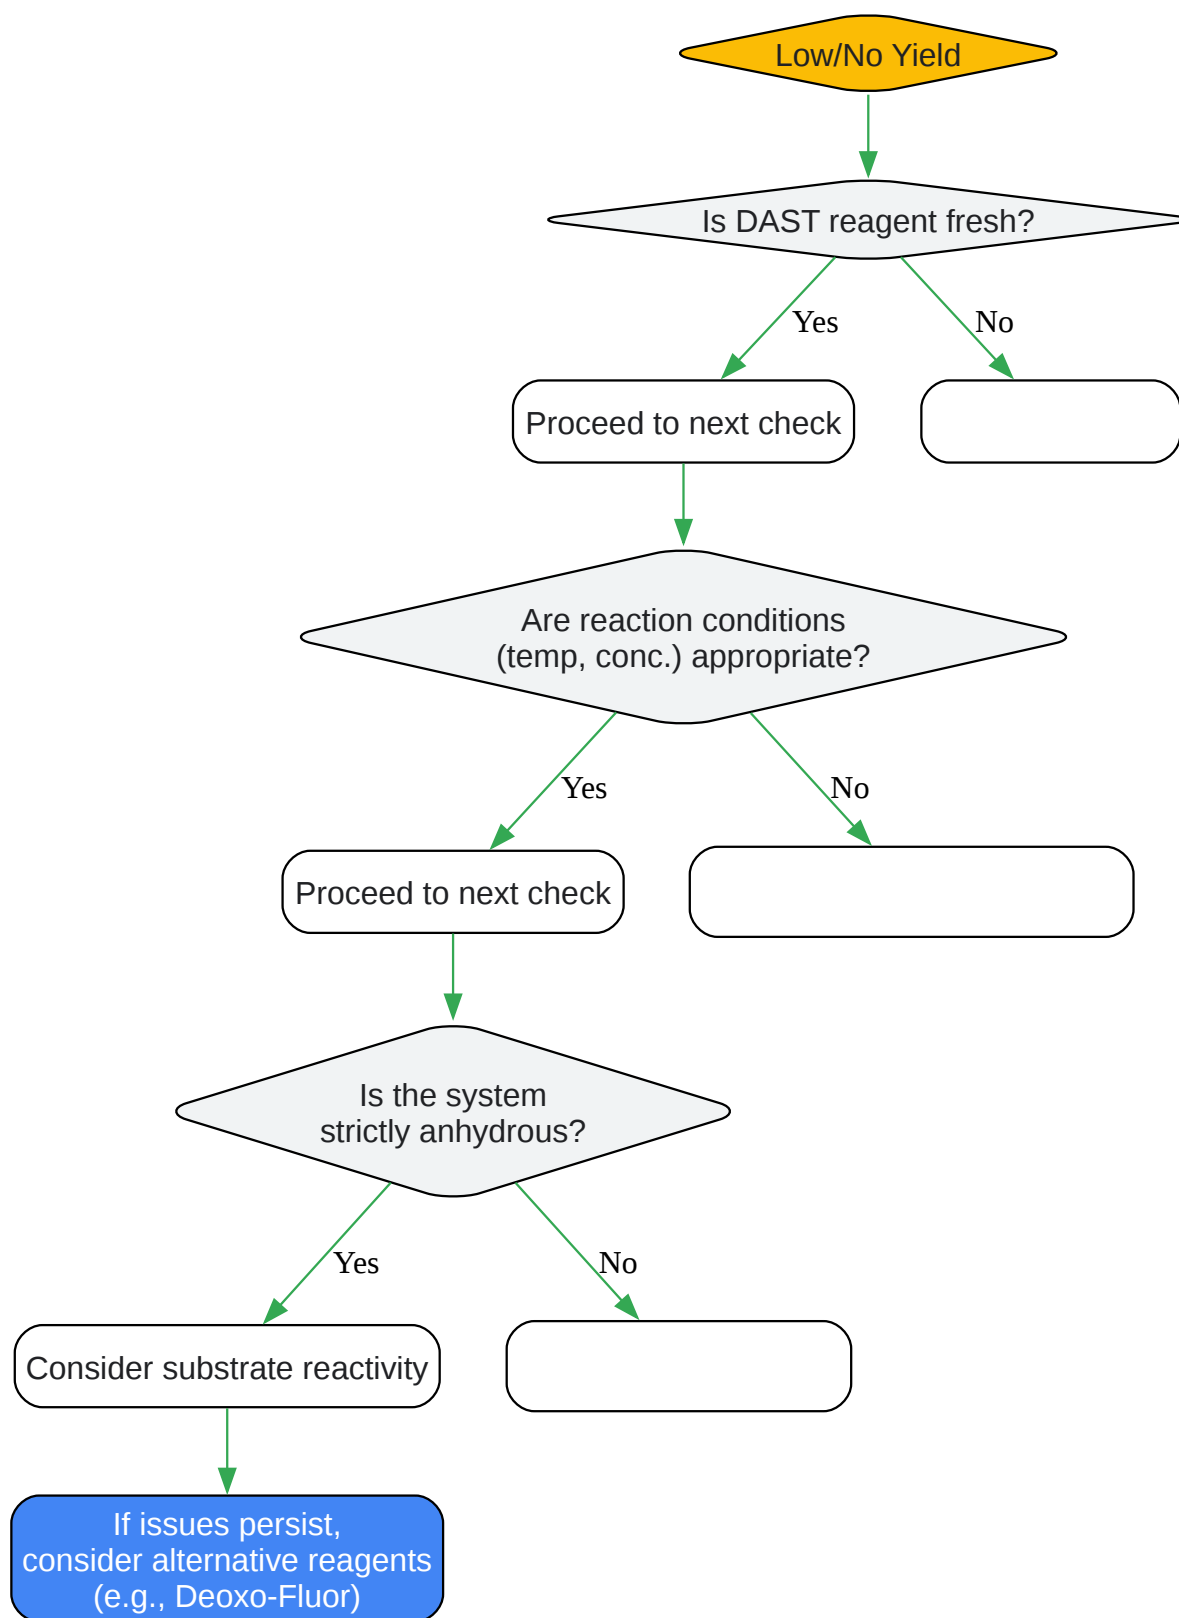 Low/No Yield
Is DAST reagent fresh?
Yes
No
Proceed to next check
Are reaction conditions
(temp, conc.) appropriate?
Yes
No
Proceed to next check
Is the system
strictly anhydrous?
Yes
No
Consider substrate reactivity
If issues persist,
consider alternative reagents
(e.g., Deoxo-Fluor)